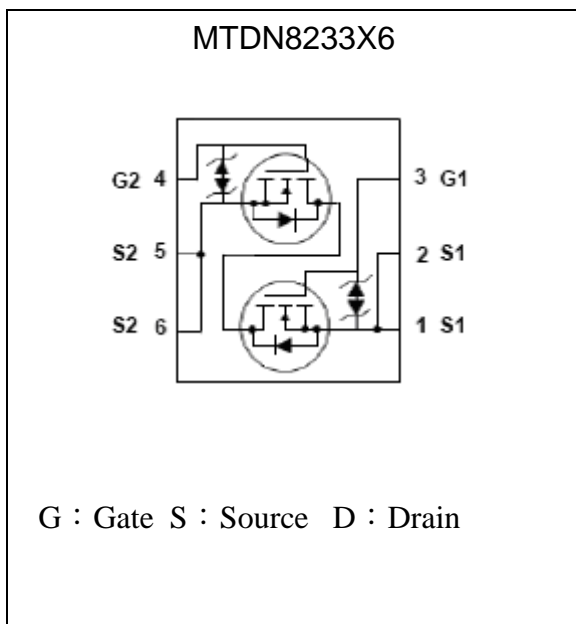 MTDN8233X6
G2 4
3 G1
S2 5
2 S1
S2 6
1 S1
G：Gate S：Source D：Drain